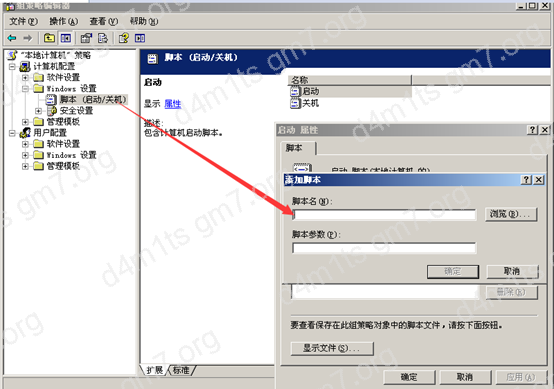 组策略编辑器
文件(F) 操作(A) 查看(V) 帮助(H)
"本地计算机" 策略
计算机配置
软件设置
Windows 设置
脚本 (启动/关机)
安全设置
管理模板
用户配置
软件设置
Windows 设置
管理模板
脚本 (启动/关机)
启动
显示 属性
描述:
包含计算机启动脚本。
名称
启动
关机
扩展 标准
启动 属性
脚本
启动 脚本(本地计算机 的)
添加脚本
脚本名(N):
浏览(B)...
脚本参数(P):
确定 取消
删除(R)
要查看保存在此组策略对象中的脚本文件，请按下面按钮。
显示文件(S)...
确定 取消 应用(A)
d4m1ts gm7.org